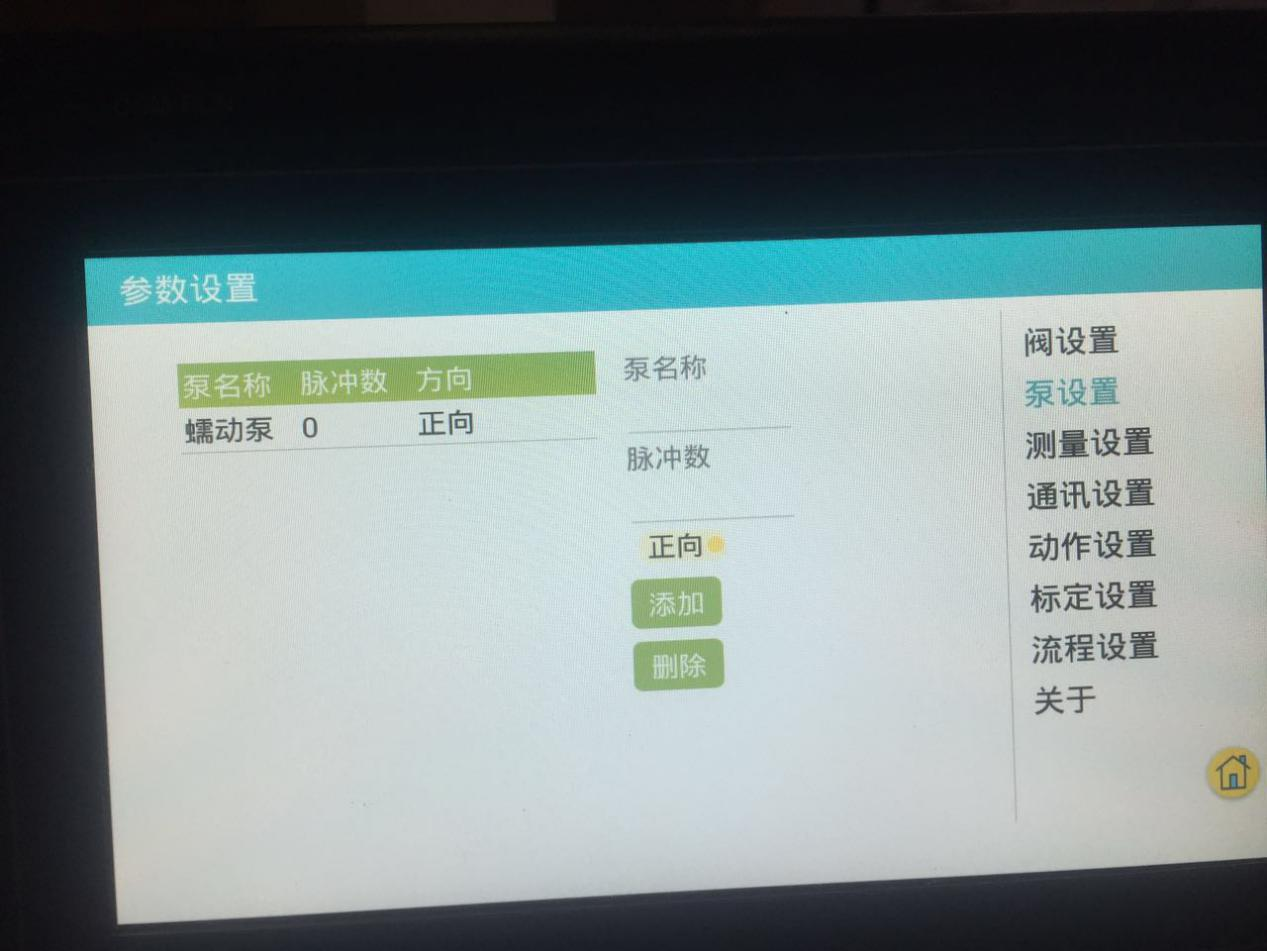 参数设置
泵名称 脉冲数 方向
蠕动泵 0 正向
泵名称
脉冲数
正向
添加
删除
阀设置
泵设置
测量设置
通讯设置
动作设置
标定设置
流程设置
关于